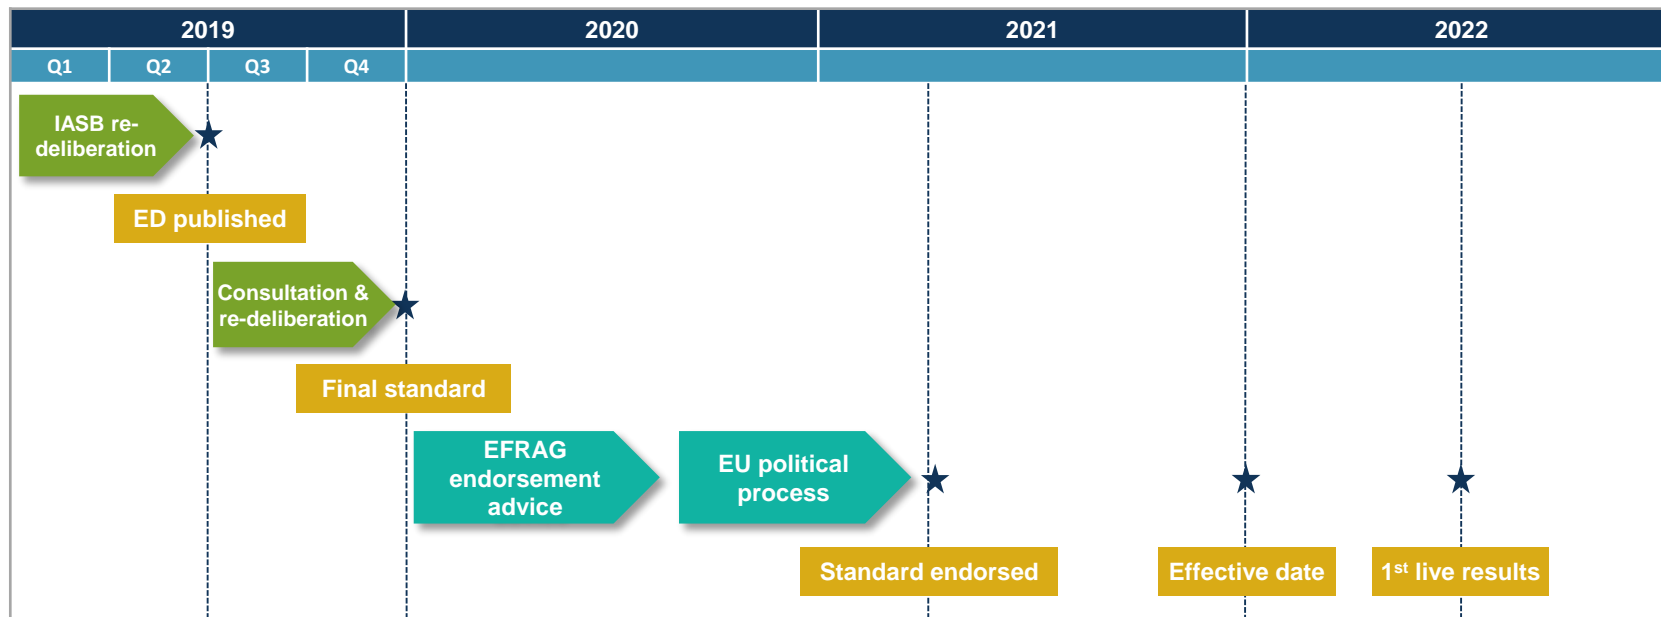 2019
2020
2021
2022
Q1
Q2
Q3
Q4
IASB re-
deliberation
ED published
Consultation &
re-deliberation
Final standard
EFRAG
endorsement
advice
EU political
process
Standard endorsed
Effective date
1st live results